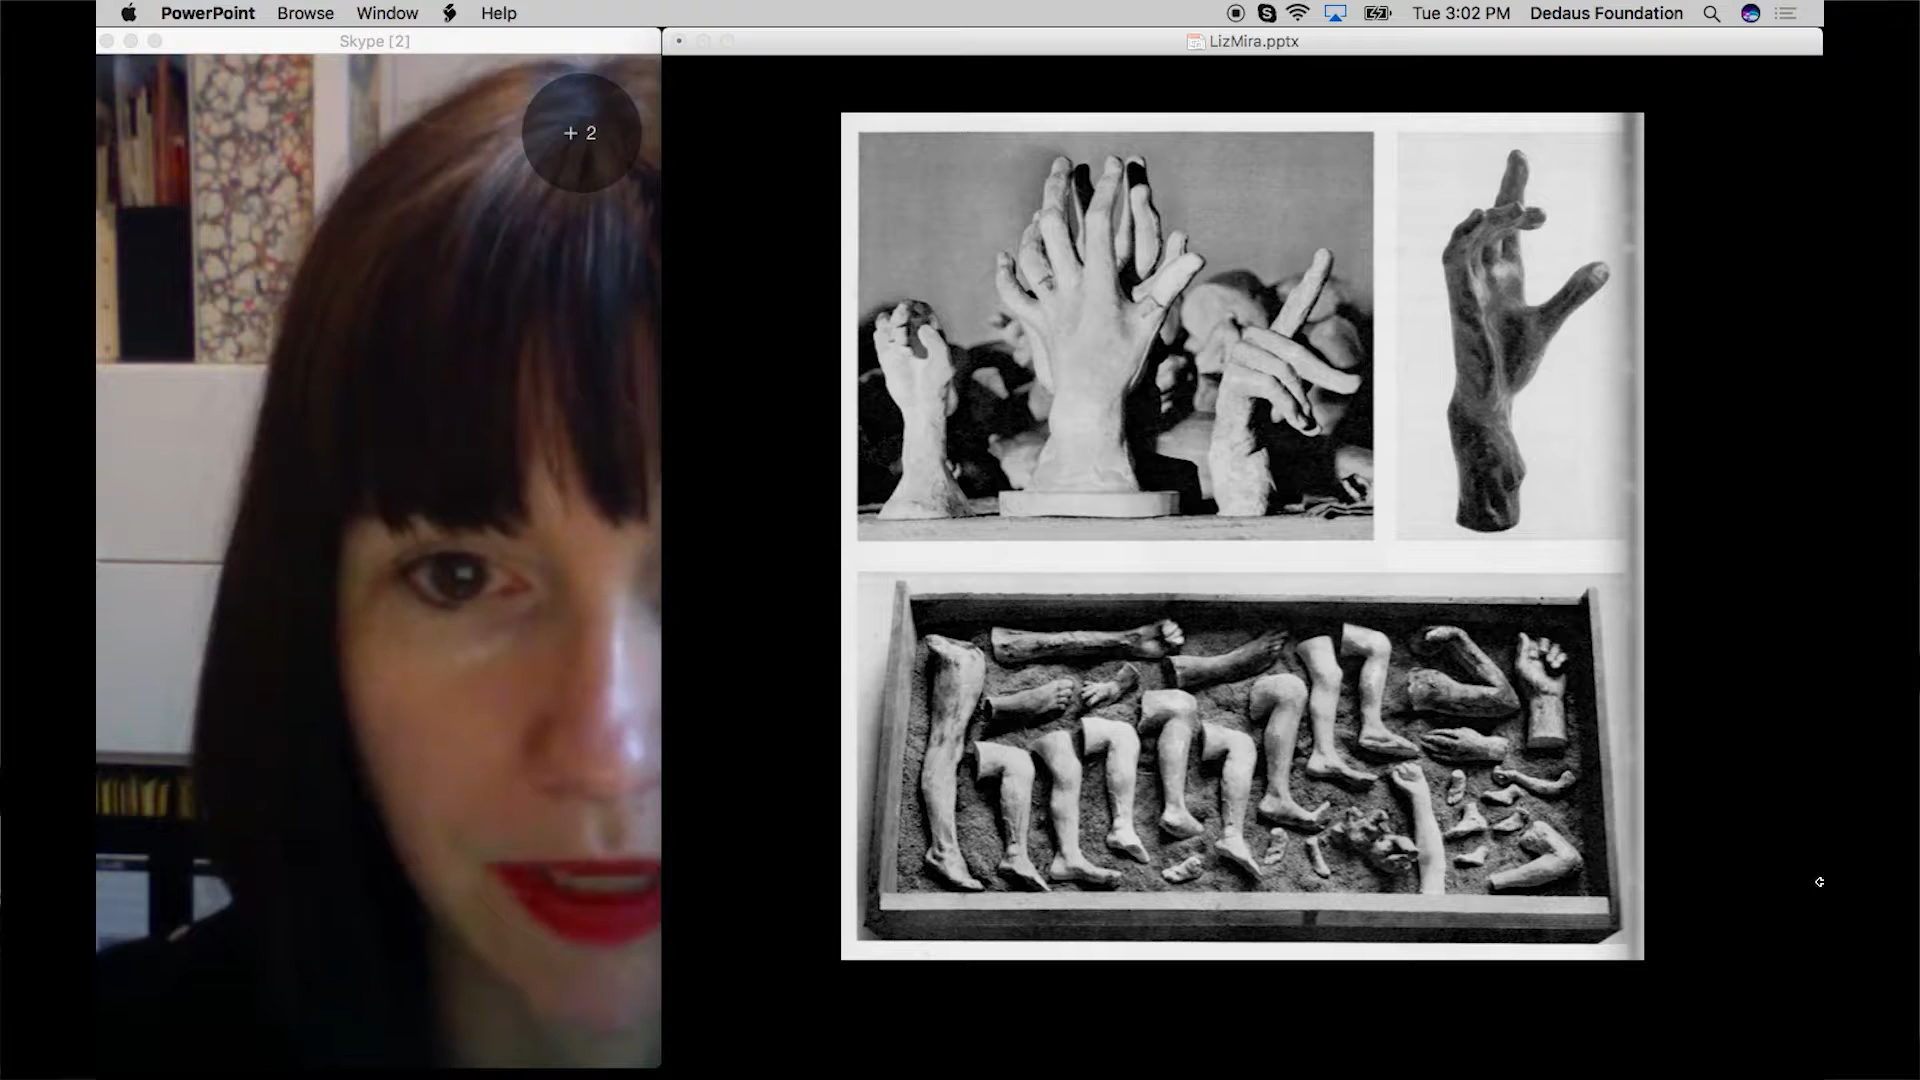 PowerPoint Browse Window Help Tue 3:02 PM Dedaus Foundation
Skype [2]
LizMira.pptx
+ 2